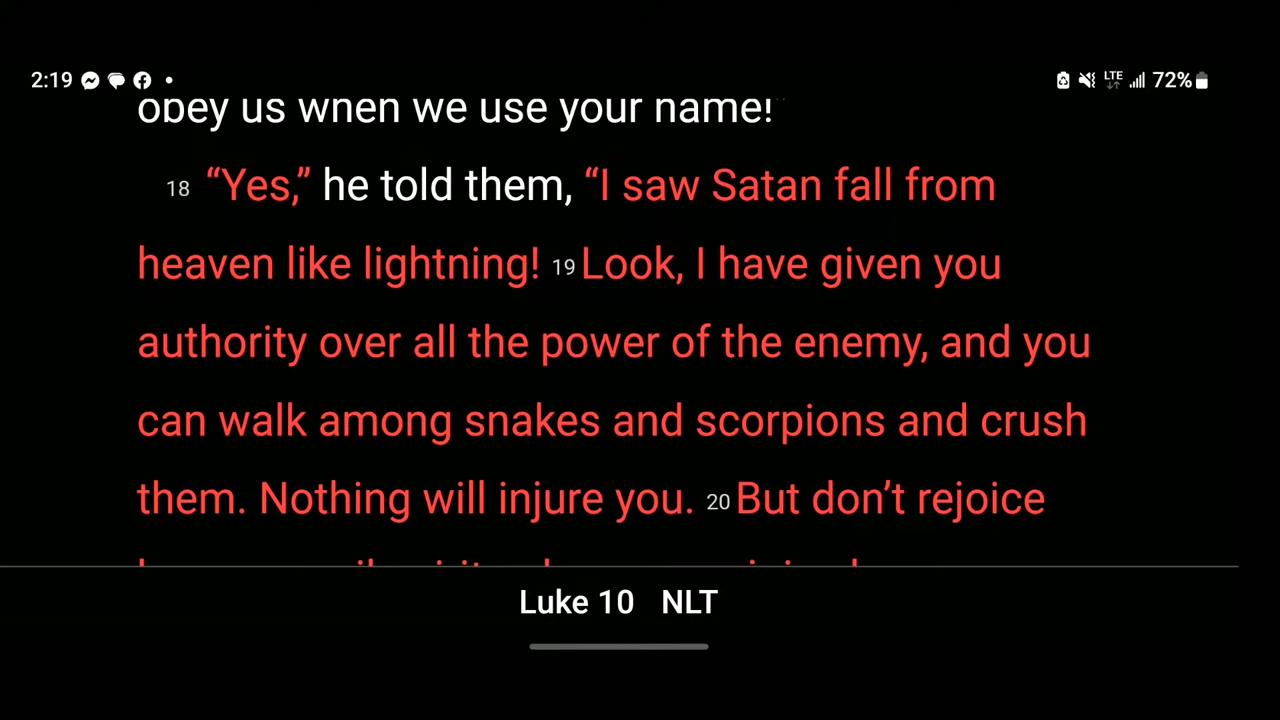 2:19 LTE 72%
obey us when we use your name!
18 “Yes,” he told them, “I saw Satan fall from
heaven like lightning! 19 Look, I have given you
authority over all the power of the enemy, and you
can walk among snakes and scorpions and crush
them. Nothing will injure you. 20 But don’t rejoice
Luke 10 NLT